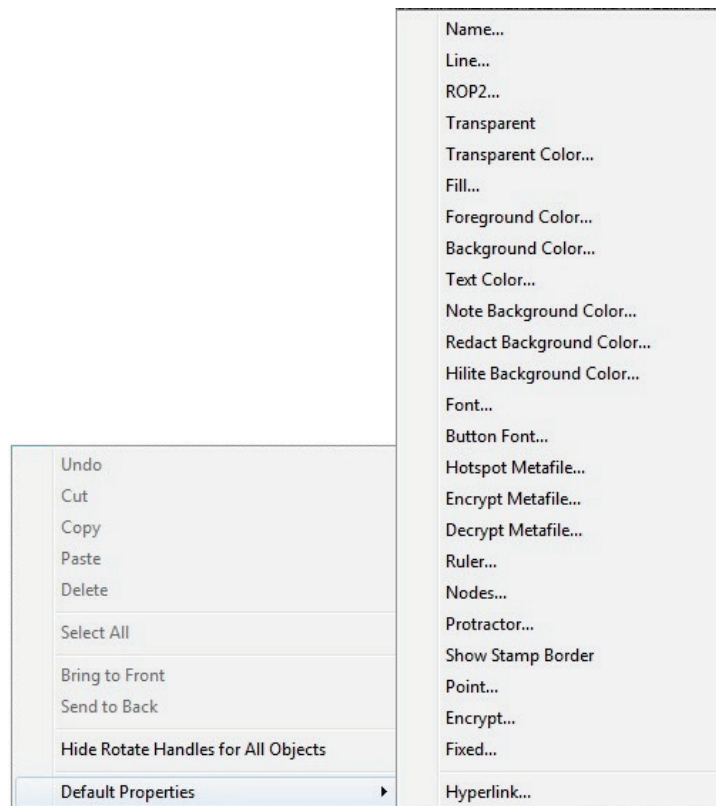 Undo
Cut
Copy
Paste
Delete
Select All
Bring to Front
Send to Back
Hide Rotate Handles for All Objects
Default Properties
Name...
Line...
ROP2...
Transparent
Transparent Color...
Fill...
Foreground Color...
Background Color...
Text Color...
Note Background Color...
Redact Background Color...
Hilite Background Color...
Font...
Button Font...
Hotspot Metafile...
Encrypt Metafile...
Decrypt Metafile...
Ruler...
Nodes...
Protractor...
Show Stamp Border
Point...
Encrypt...
Fixed...
Hyperlink...